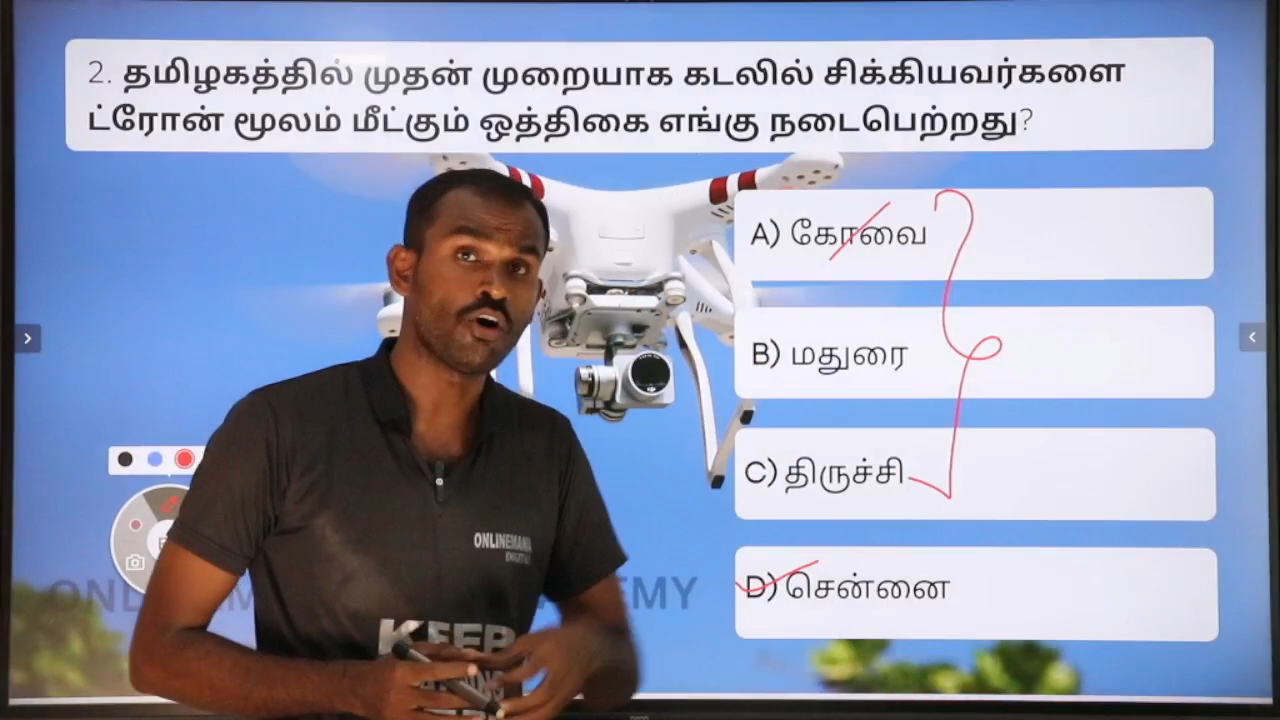 2. தமிழகத்தில் முதன் முறையாக கடலில் சிக்கியவர்களை
ட்ரோன் மூலம் மீட்கும் ஒத்திகை எங்கு நடைபெற்றது?
A) கோவை
B) மதுரை
C) திருச்சி
D) சென்னை
ONLINEMANIA
KEEP